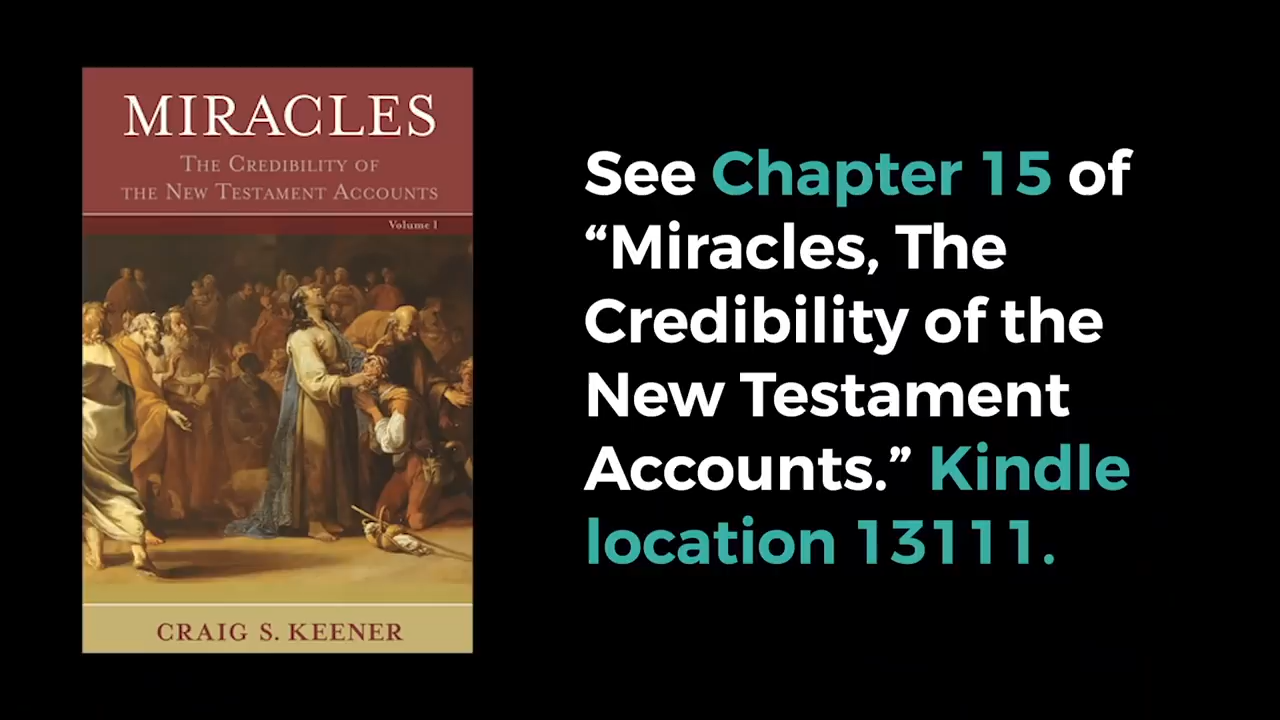 MIRACLES
THE CREDIBILITY OF
THE NEW TESTAMENT ACCOUNTS
Volume 1
CRAIG S. KEENER
See Chapter 15 of
“Miracles, The
Credibility of the
New Testament
Accounts.” Kindle
location 13111.